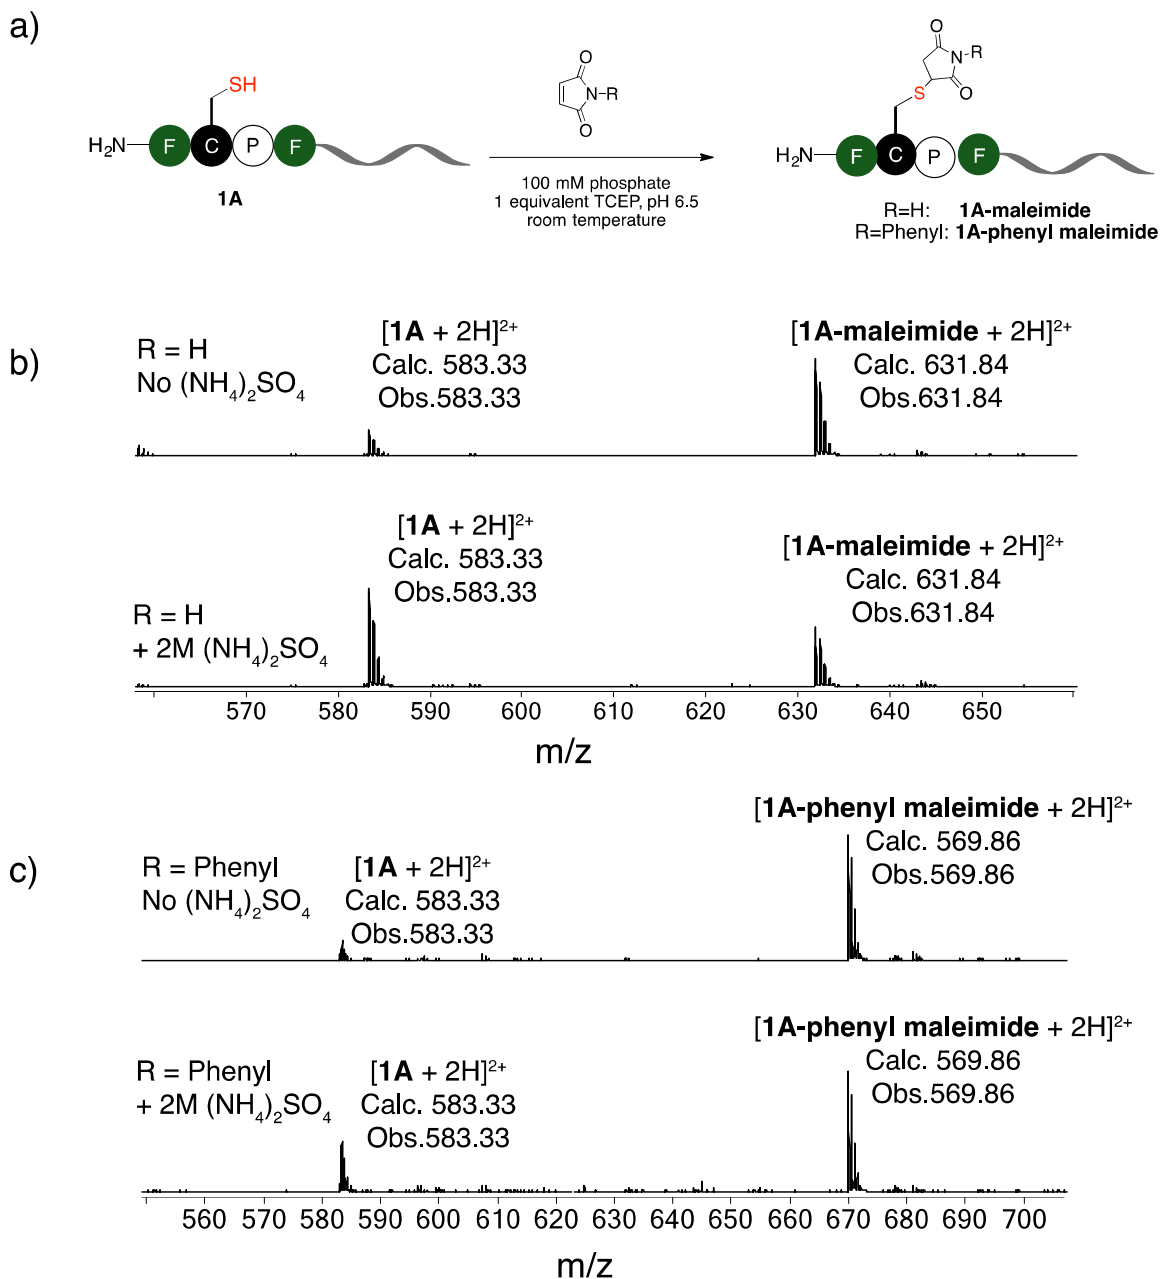 a)
SH
H₂N
F
C
P
F
1A
O
N
R
O
100 mM phosphate
1 equivalent TCEP, pH 6.5
room temperature
O
R
N
S
O
H₂N
F
C
P
F
R=H: 1A-maleimide
R=Phenyl: 1A-phenyl maleimide
b)
R = H
No (NH₄)₂SO₄
[1A + 2H]²⁺
Calc. 583.33
Obs.583.33
[1A-maleimide + 2H]²⁺
Calc. 631.84
Obs.631.84
R = H
+ 2M (NH₄)₂SO₄
[1A + 2H]²⁺
Calc. 583.33
Obs.583.33
[1A-maleimide + 2H]²⁺
Calc. 631.84
Obs.631.84
570 580 590 600 610 620 630 640 650
m/z
c)
R = Phenyl
No (NH₄)₂SO₄
[1A + 2H]²⁺
Calc. 583.33
Obs.583.33
[1A-phenyl maleimide + 2H]²⁺
Calc. 569.86
Obs.569.86
R = Phenyl
+ 2M (NH₄)₂SO₄
[1A + 2H]²⁺
Calc. 583.33
Obs.583.33
[1A-phenyl maleimide + 2H]²⁺
Calc. 569.86
Obs.569.86
560 570 580 590 600 610 620 630 640 650 660 670 680 690 700
m/z